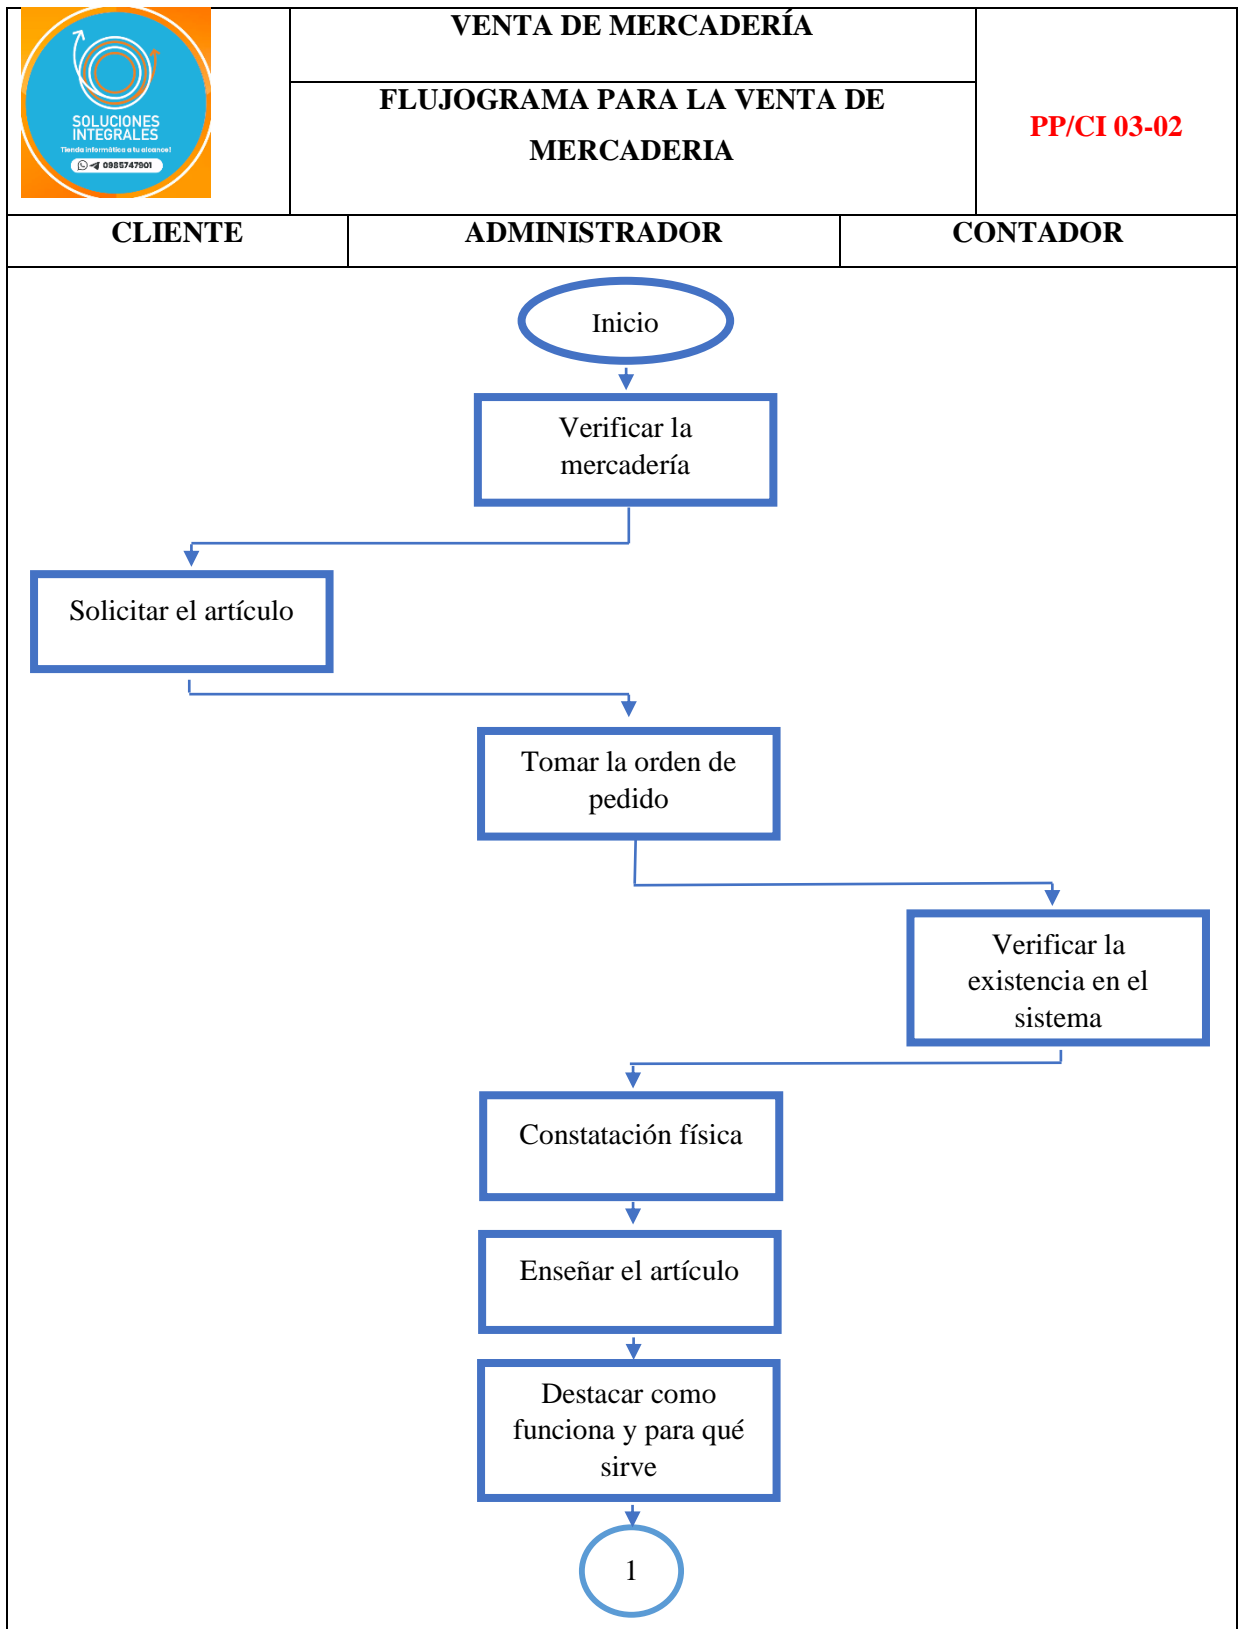 SOLUCIONES
INTEGRALES
Tienda informática a tu alcance!
0985747901
VENTA DE MERCADERÍA
FLUJOGRAMA PARA LA VENTA DE
MERCADERIA
PP/CI 03-02
CLIENTE
ADMINISTRADOR
CONTADOR
Inicio
Verificar la
mercadería
Solicitar el artículo
Tomar la orden de
pedido
Verificar la
existencia en el
sistema
Constatación física
Enseñar el artículo
Destacar como
funciona y para qué
sirve
1